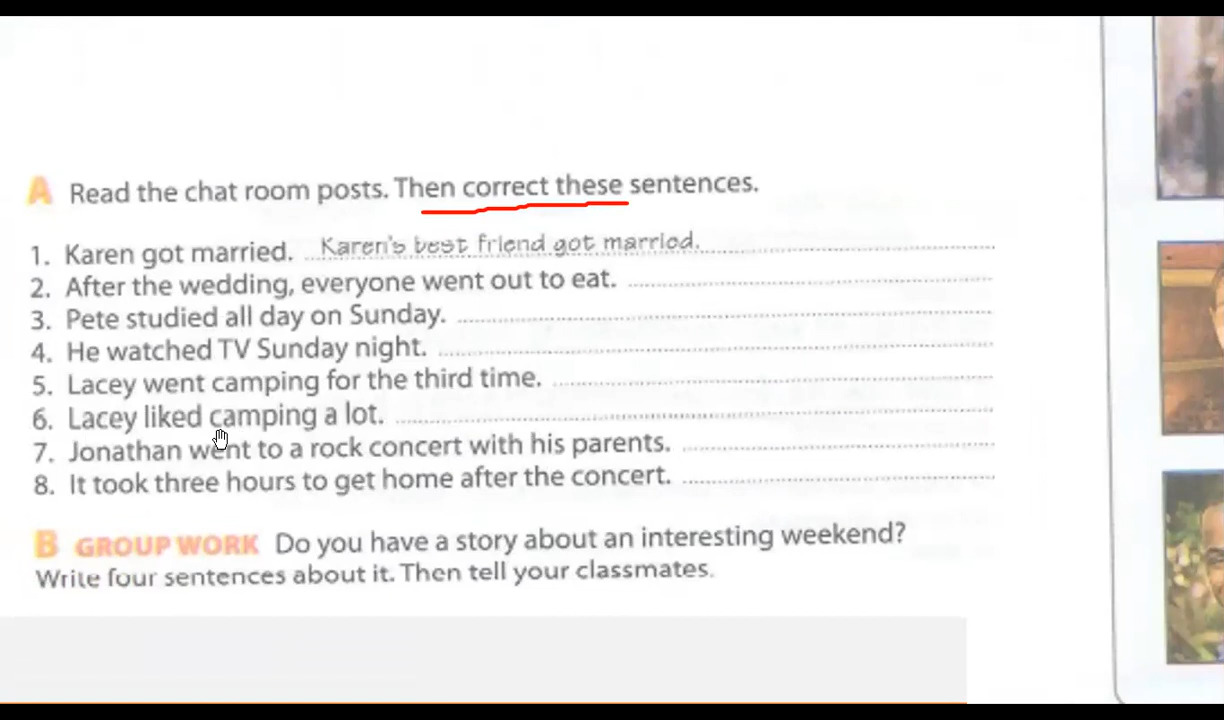 A Read the chat room posts. Then correct these sentences.
1. Karen got married. Karen's best friend got married.
2. After the wedding, everyone went out to eat.
3. Pete studied all day on Sunday.
4. He watched TV Sunday night.
5. Lacey went camping for the third time.
6. Lacey liked camping a lot.
7. Jonathan went to a rock concert with his parents.
8. It took three hours to get home after the concert.
B GROUP WORK Do you have a story about an interesting weekend?
Write four sentences about it. Then tell your classmates.